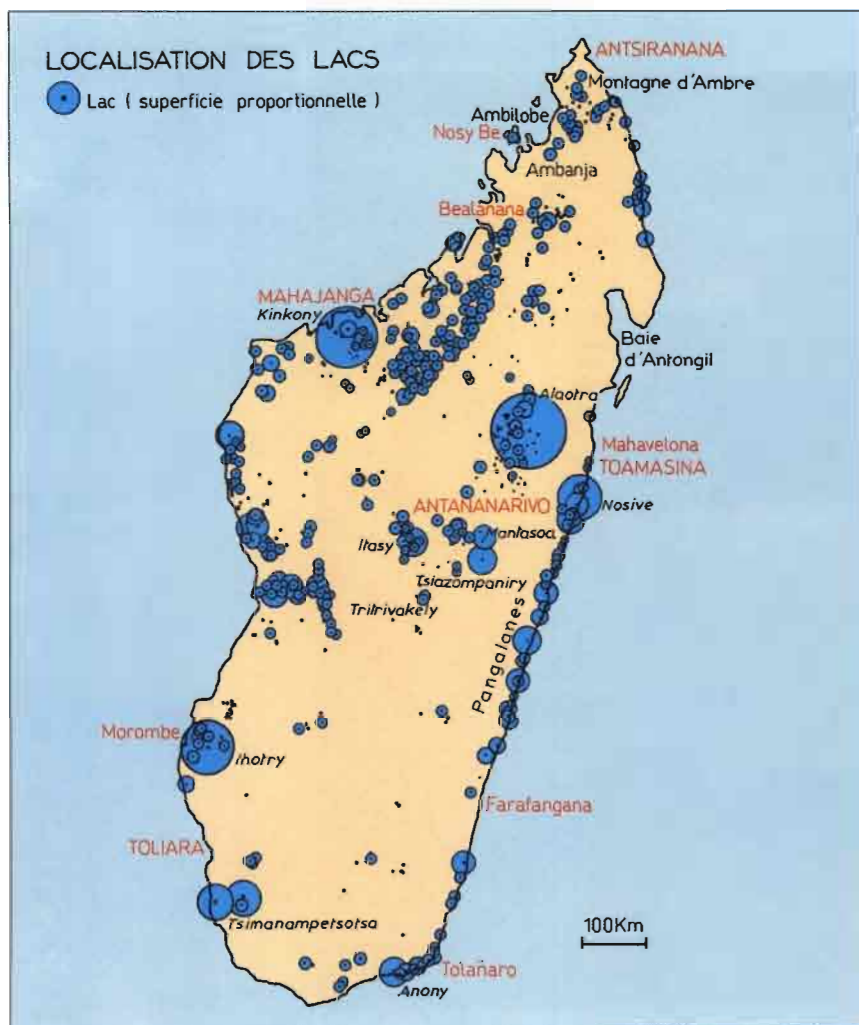 LOCALISATION DES LACS
Lac ( superficie proportionnelle )
ANTSIRANANA
Montagne d'Ambre
Ambilobe
Nosy Be
Ambanja
Bealanana
MAHAJANGA
Kinkony
Baie
d'Antongil
Alaotra
Mahavelona
TOAMASINA
Nosive
ANTANANARIVO
Mantasoa
Itasy
Tsiazompaniry
Tritrivakely
Pangalanes
Morombe
Ihotry
Farafangana
TOLIARA
Tsimanampetsotsa
100Km
Tolañaro
Anony